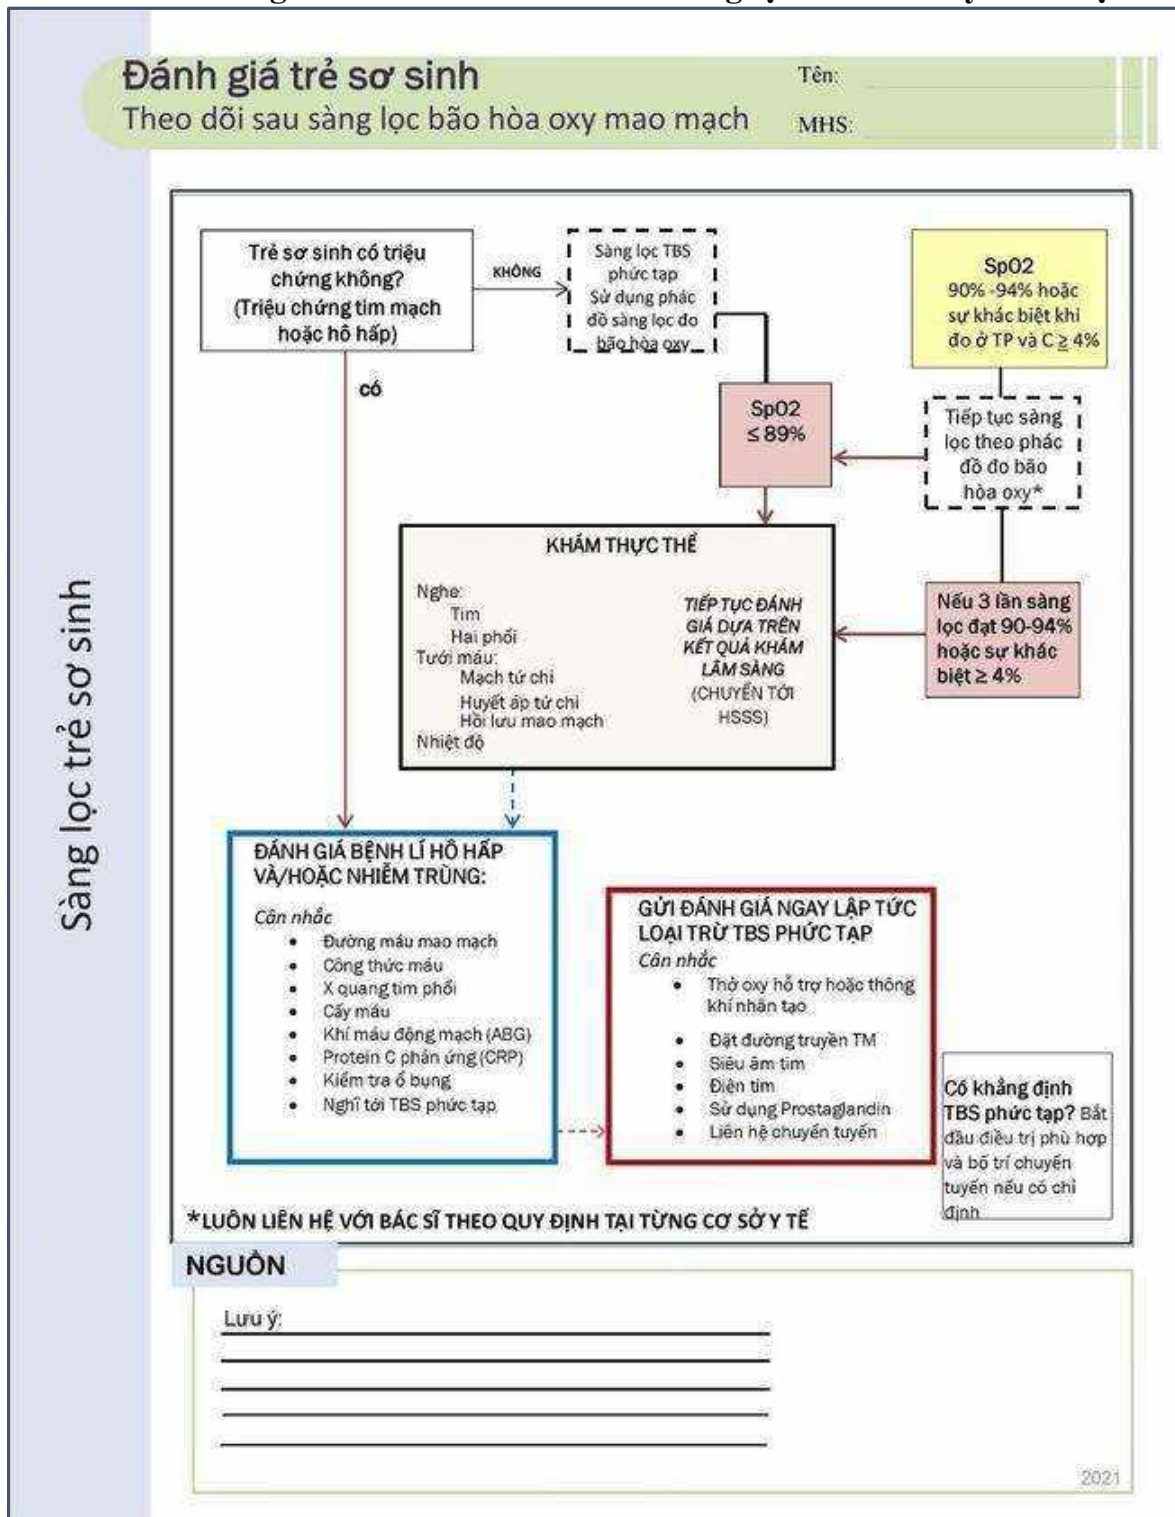 Đánh giá trẻ sơ sinh
Theo dõi sau sàng lọc bão hòa oxy mao mạch
Tên:
MHS:
Sàng lọc trẻ sơ sinh
Trẻ sơ sinh có triệu
chứng không?
(Triệu chứng tim mạch
hoặc hô hấp)
KHÔNG
Sàng lọc TBS
phức tạp
Sử dụng phác
đồ sàng lọc đo
bão hòa oxy
SpO2
90% -94% hoặc
sự khác biệt khi
đo ở TP và C ≥ 4%
CÓ
SpO2
≤ 89%
Tiếp tục sàng
lọc theo phác
đồ đo bão
hòa oxy*
KHÁM THỰC THỂ
Nghe:
Tim
Hai phổi
Tưới máu:
Mạch tứ chi
Huyết áp tứ chi
Hồi lưu mao mạch
Nhiệt độ
TIẾP TỤC ĐÁNH
GIÁ DỰA TRÊN
KẾT QUẢ KHÁM
LÂM SÀNG
(CHUYỂN TỚI
HSSS)
Nếu 3 lần sàng
lọc đạt 90-94%
hoặc sự khác
biệt ≥ 4%
ĐÁNH GIÁ BỆNH LÍ HÔ HẤP
VÀ/HOẶC NHIỄM TRÙNG:
Cân nhắc
• Đường máu mao mạch
• Công thức máu
• X quang tim phổi
• Cấy máu
• Khí máu động mạch (ABG)
• Protein C phản ứng (CRP)
• Kiểm tra ổ bụng
• Nghĩ tới TBS phức tạp
GỬI ĐÁNH GIÁ NGAY LẬP TỨC
LOẠI TRỪ TBS PHỨC TẠP
Cân nhắc
• Thở oxy hỗ trợ hoặc thông
khí nhân tạo
• Đặt đường truyền TM
• Siêu âm tim
• Điện tim
• Sử dụng Prostaglandin
• Liên hệ chuyển tuyến
Có khẳng định
TBS phức tạp? Bắt
đầu điều trị phù hợp
và bố trí chuyển
tuyến nếu có chỉ
định
*LUÔN LIÊN HỆ VỚI BÁC SĨ THEO QUY ĐỊNH TẠI TỪNG CƠ SỞ Y TẾ
NGUỒN
Lưu ý:
2021